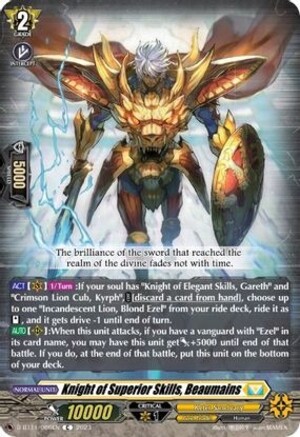 2
GRADE
INTERCEPT
5000
SHIELD
The brilliance of the sword that reached the
realm of the divine fades not with time.
ACT 1/Turn :If your soul has "Knight of Elegant Skills, Gareth" and
"Crimson Lion Cub, Kyrph", [discard a card from hand], choose up
to one "Incandescent Lion, Blond Ezel" from your ride deck, ride it
as, and it gets drive -1 until end of turn.
AUTO :When this unit attacks, if you have a vanguard with "Ezel" in
its card name, you may have this unit get +5000 until end of that
battle. If you do, at the end of that battle, put this unit on the bottom
of the deck.
NORMAL UNIT
Knight of Superior Skills, Beaumains
POWER
10000
CRITICAL
1
Human